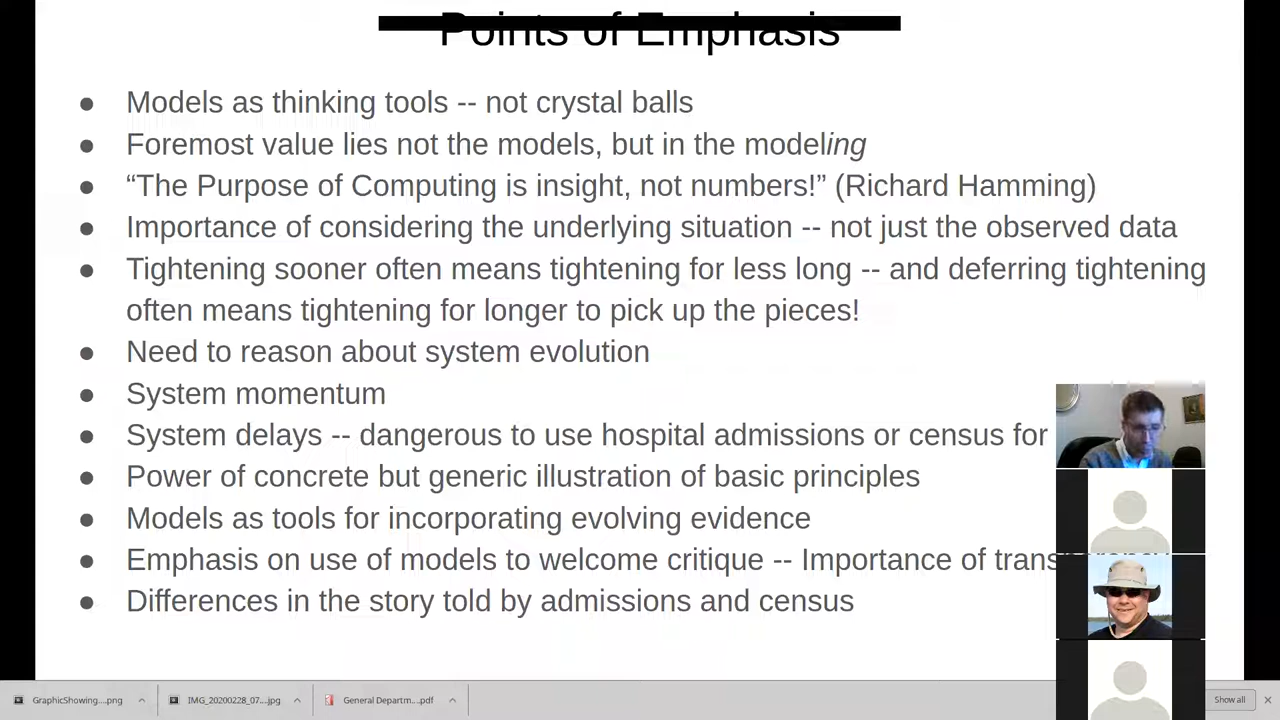 Points of Emphasis
● Models as thinking tools -- not crystal balls
● Foremost value lies not the models, but in the modeling
● “The Purpose of Computing is insight, not numbers!” (Richard Hamming)
● Importance of considering the underlying situation -- not just the observed data
● Tightening sooner often means tightening for less long -- and deferring tightening
often means tightening for longer to pick up the pieces!
● Need to reason about system evolution
● System momentum
● System delays -- dangerous to use hospital admissions or census for
● Power of concrete but generic illustration of basic principles
● Models as tools for incorporating evolving evidence
● Emphasis on use of models to welcome critique -- Importance of
● Differences in the story told by admissions and census
GraphicShowing....png IMG_20200228_07...jpg General Departm....pdf Show all